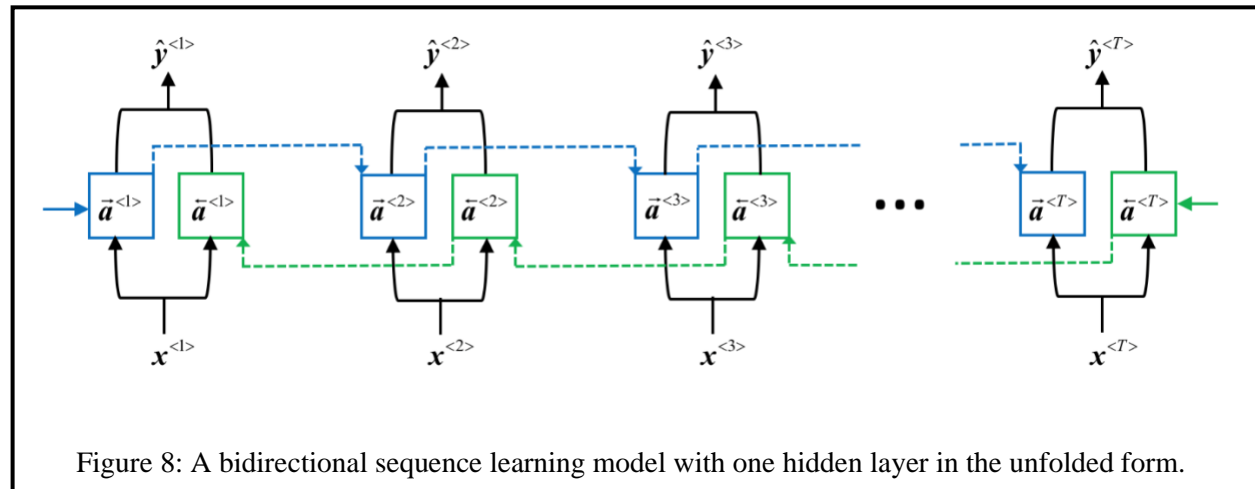 ŷ<1> ŷ<2> ŷ<3> ŷ<T>
a⃗<1> a⃖<1> a⃗<2> a⃖<2> a⃗<3> a⃖<3> ••• a⃗<T> a⃖<T>
x<1> x<2> x<3> x<T>
Figure 8: A bidirectional sequence learning model with one hidden layer in the unfolded form.